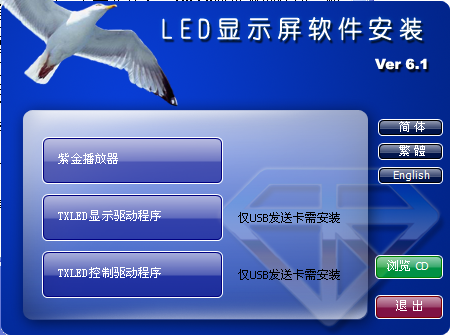 LED显示屏软件安装
Ver 6.1
简 体
紫金播放器
繁 體
English
TXLED显示驱动程序
仅USB发送卡需安装
TXLED控制驱动程序
仅USB发送卡需安装
浏览 CD
退 出